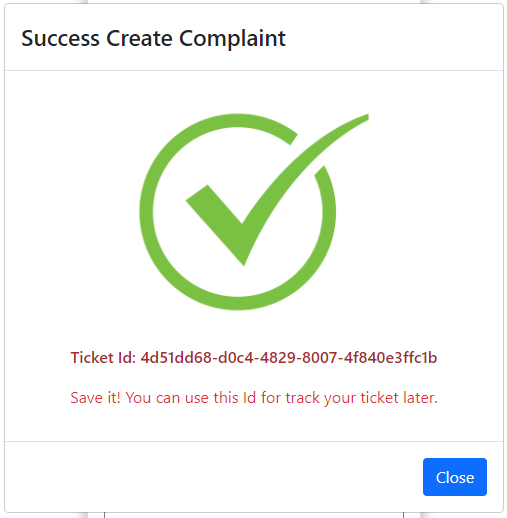 Success Create Complaint
Ticket Id: 4d51dd68-d0c4-4829-8007-4f840e3ffc1b
Save it! You can use this Id for track your ticket later.
Close